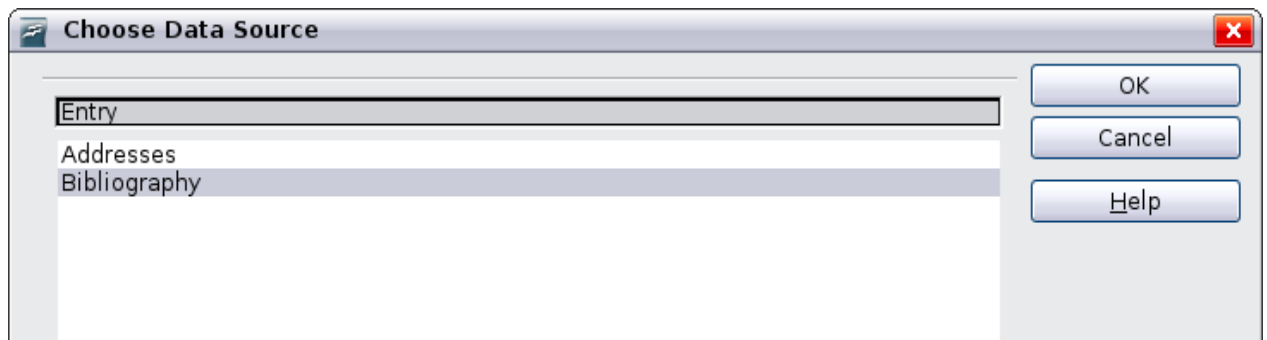 Choose Data Source
OK
Entry
Cancel
Addresses
Bibliography
Help